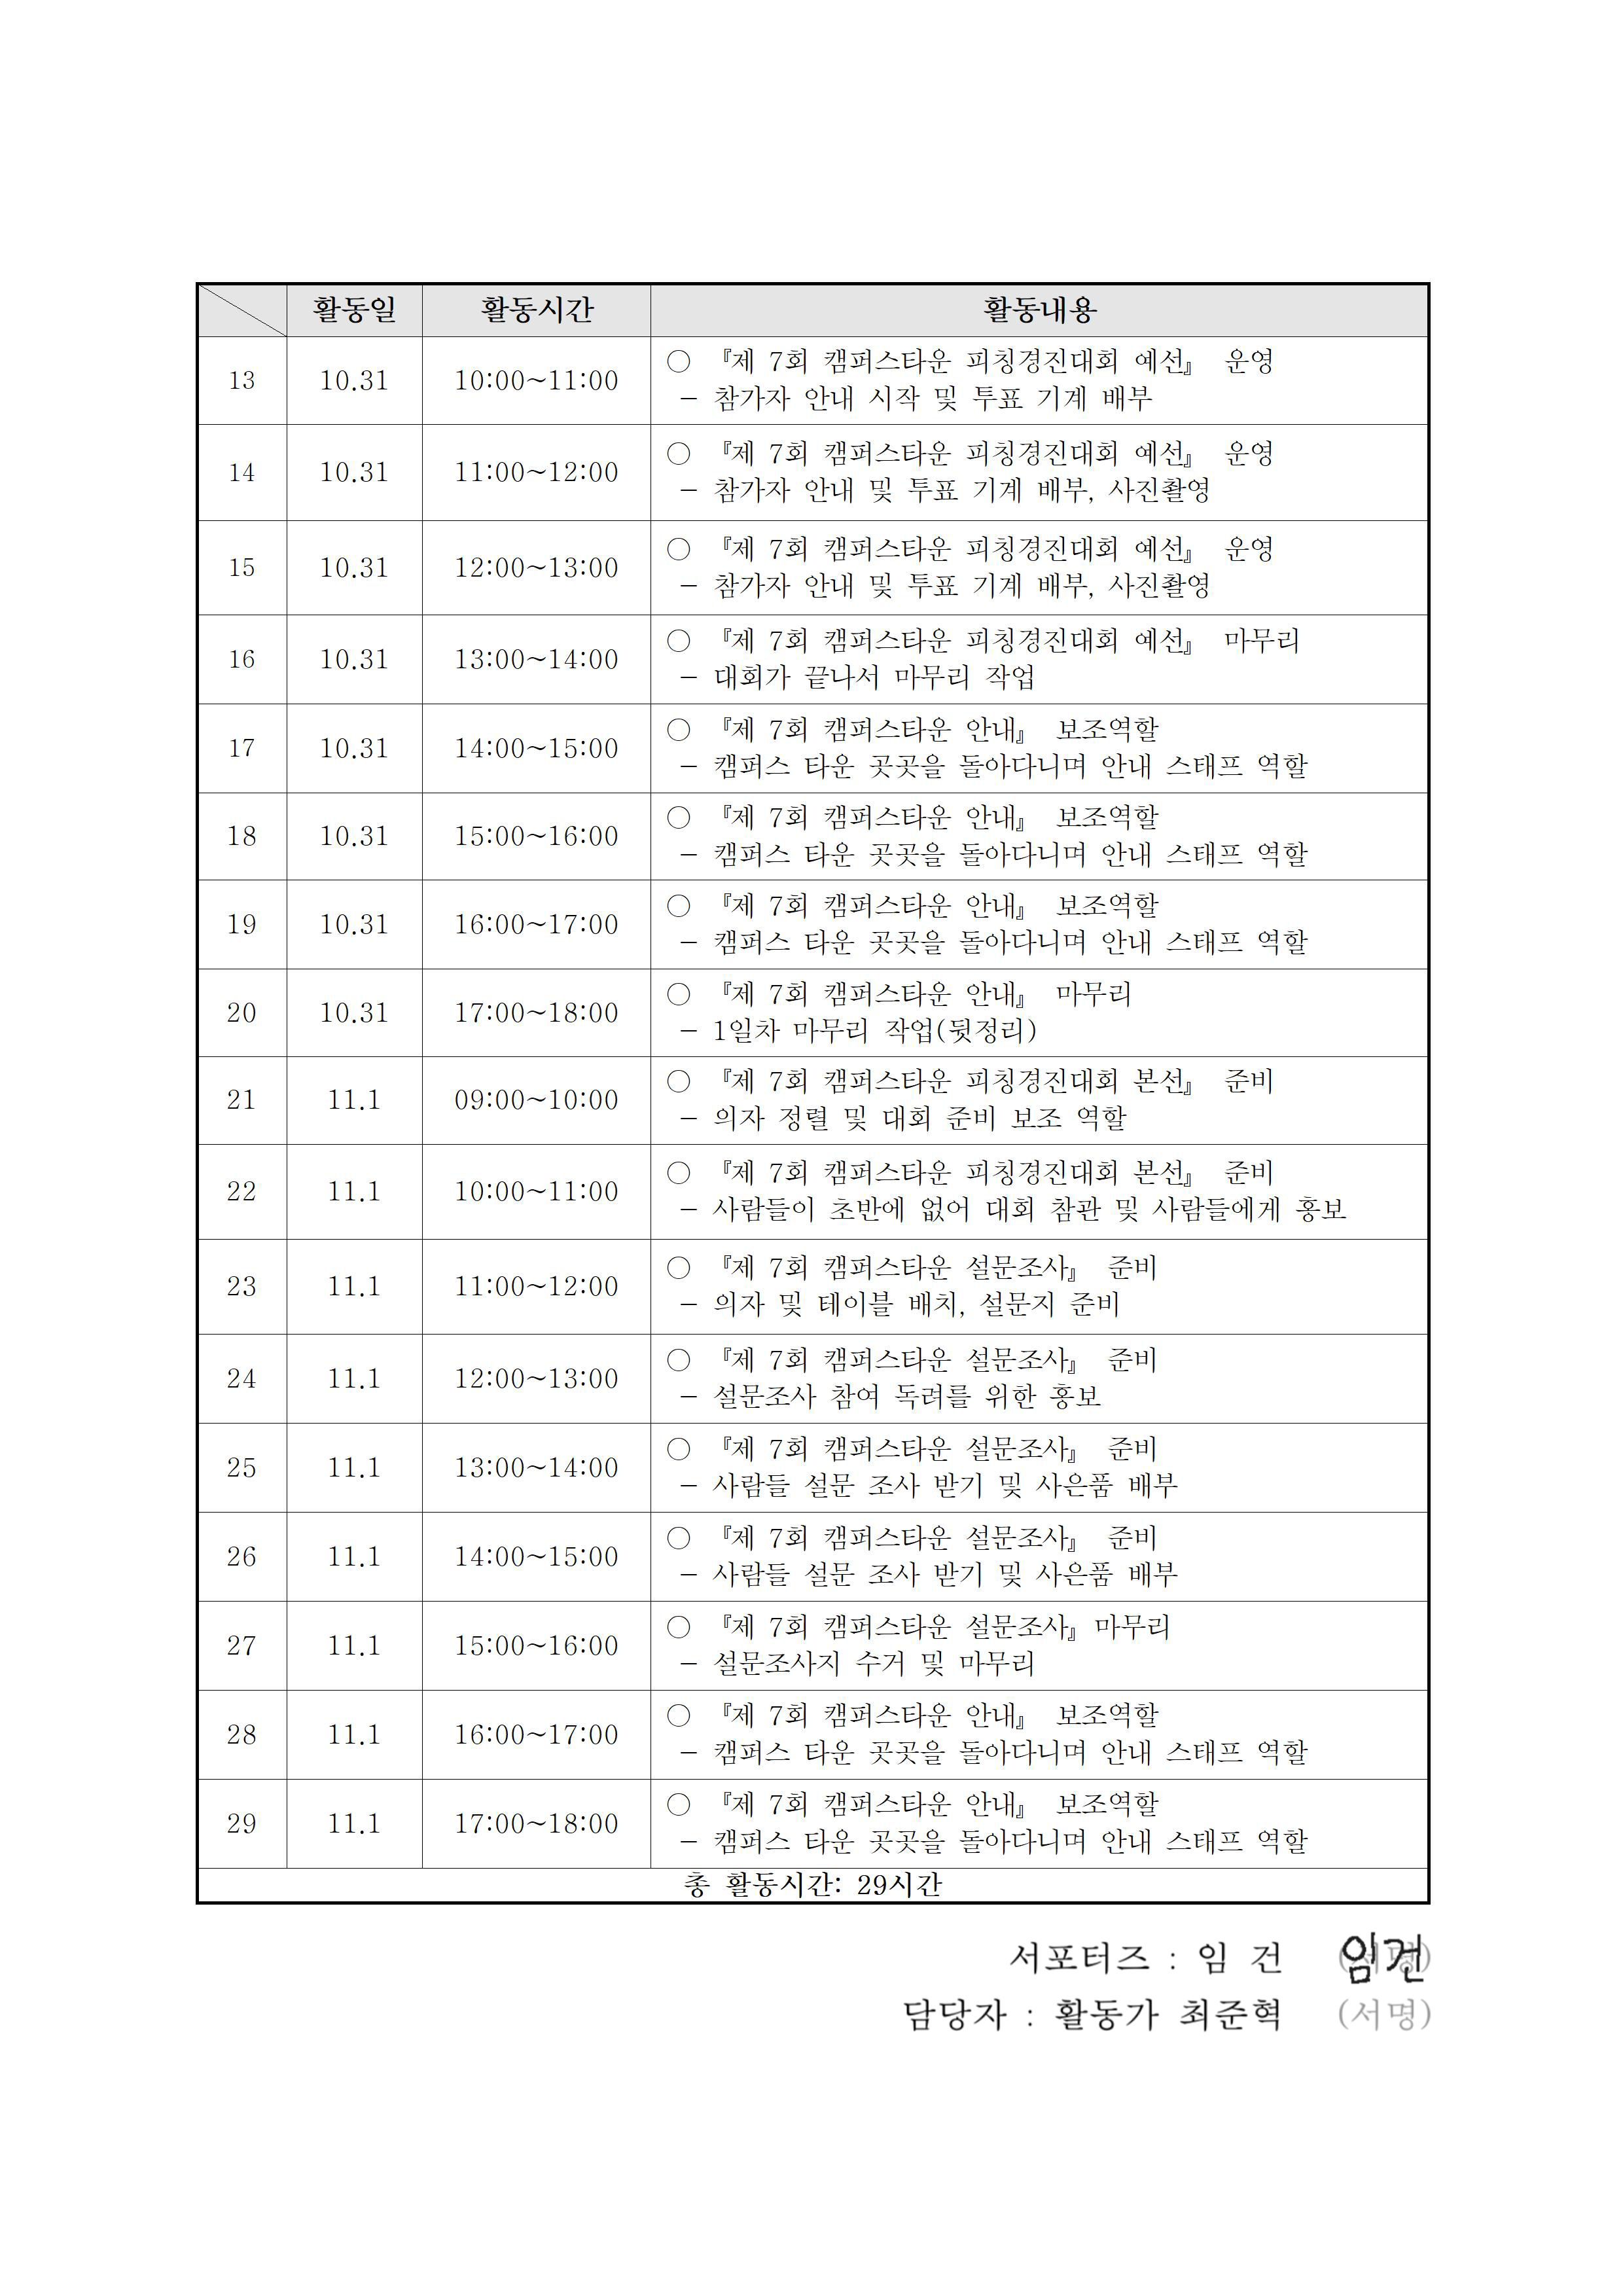 활동일 활동시간 활동내용
13 10.31 10:00~11:00 ○ 『제 7회 캠퍼스타운 피칭경진대회 예선』 운영
- 참가자 안내 시작 및 투표 기계 배부
14 10.31 11:00~12:00 ○ 『제 7회 캠퍼스타운 피칭경진대회 예선』 운영
- 참가자 안내 및 투표 기계 배부, 사진촬영
15 10.31 12:00~13:00 ○ 『제 7회 캠퍼스타운 피칭경진대회 예선』 운영
- 참가자 안내 및 투표 기계 배부, 사진촬영
16 10.31 13:00~14:00 ○ 『제 7회 캠퍼스타운 피칭경진대회 예선』 마무리
- 대회가 끝나서 마무리 작업
17 10.31 14:00~15:00 ○ 『제 7회 캠퍼스타운 안내』 보조역할
- 캠퍼스 타운 곳곳을 돌아다니며 안내 스태프 역할
18 10.31 15:00~16:00 ○ 『제 7회 캠퍼스타운 안내』 보조역할
- 캠퍼스 타운 곳곳을 돌아다니며 안내 스태프 역할
19 10.31 16:00~17:00 ○ 『제 7회 캠퍼스타운 안내』 보조역할
- 캠퍼스 타운 곳곳을 돌아다니며 안내 스태프 역할
20 10.31 17:00~18:00 ○ 『제 7회 캠퍼스타운 안내』 마무리
- 1일차 마무리 작업(뒷정리)
21 11.1 09:00~10:00 ○ 『제 7회 캠퍼스타운 피칭경진대회 본선』 준비
- 의자 정렬 및 대회 준비 보조 역할
22 11.1 10:00~11:00 ○ 『제 7회 캠퍼스타운 피칭경진대회 본선』 준비
- 사람들이 초반에 없어 대회 참관 및 사람들에게 홍보
23 11.1 11:00~12:00 ○ 『제 7회 캠퍼스타운 설문조사』 준비
- 의자 및 테이블 배치, 설문지 준비
24 11.1 12:00~13:00 ○ 『제 7회 캠퍼스타운 설문조사』 준비
- 설문조사 참여 독려를 위한 홍보
25 11.1 13:00~14:00 ○ 『제 7회 캠퍼스타운 설문조사』 준비
- 사람들 설문 조사 받기 및 사은품 배부
26 11.1 14:00~15:00 ○ 『제 7회 캠퍼스타운 설문조사』 준비
- 사람들 설문 조사 받기 및 사은품 배부
27 11.1 15:00~16:00 ○ 『제 7회 캠퍼스타운 설문조사』마무리
- 설문조사지 수거 및 마무리
28 11.1 16:00~17:00 ○ 『제 7회 캠퍼스타운 안내』 보조역할
- 캠퍼스 타운 곳곳을 돌아다니며 안내 스태프 역할
29 11.1 17:00~18:00 ○ 『제 7회 캠퍼스타운 안내』 보조역할
- 캠퍼스 타운 곳곳을 돌아다니며 안내 스태프 역할
총 활동시간: 29시간
서포터즈 : 임 건 (서명) 임건
담당자 : 활동가 최준혁 (서명)